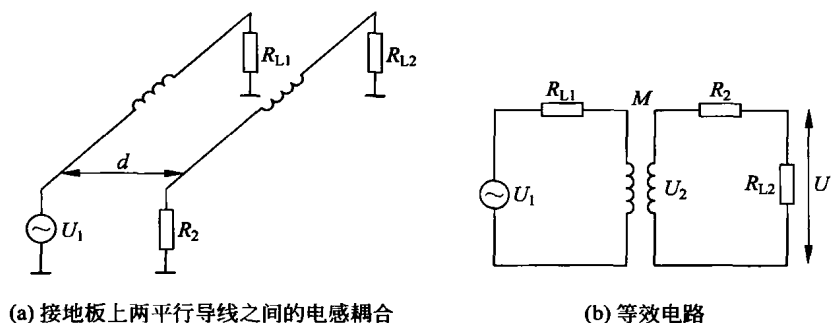 R_L1
R_L2
d
U_1
R_2
(a) 接地板上两平行导线之间的电感耦合
R_L1
M
R_2
U_1
U_2
R_L2
U
(b) 等效电路